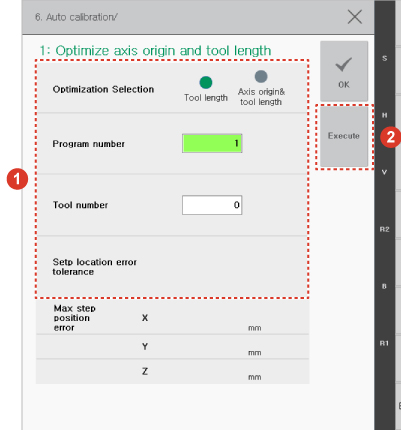 6. Auto calibration/
1: Optimize axis origin and tool length
OK
Optimization Selection
Tool length
Axis origin&
tool length
Execute
1
2
Program number
1
Tool number
0
Setp location error
tolerance
Max step
position
error
X
mm
Y
mm
Z
mm
S
H
V
R2
B
R1
E